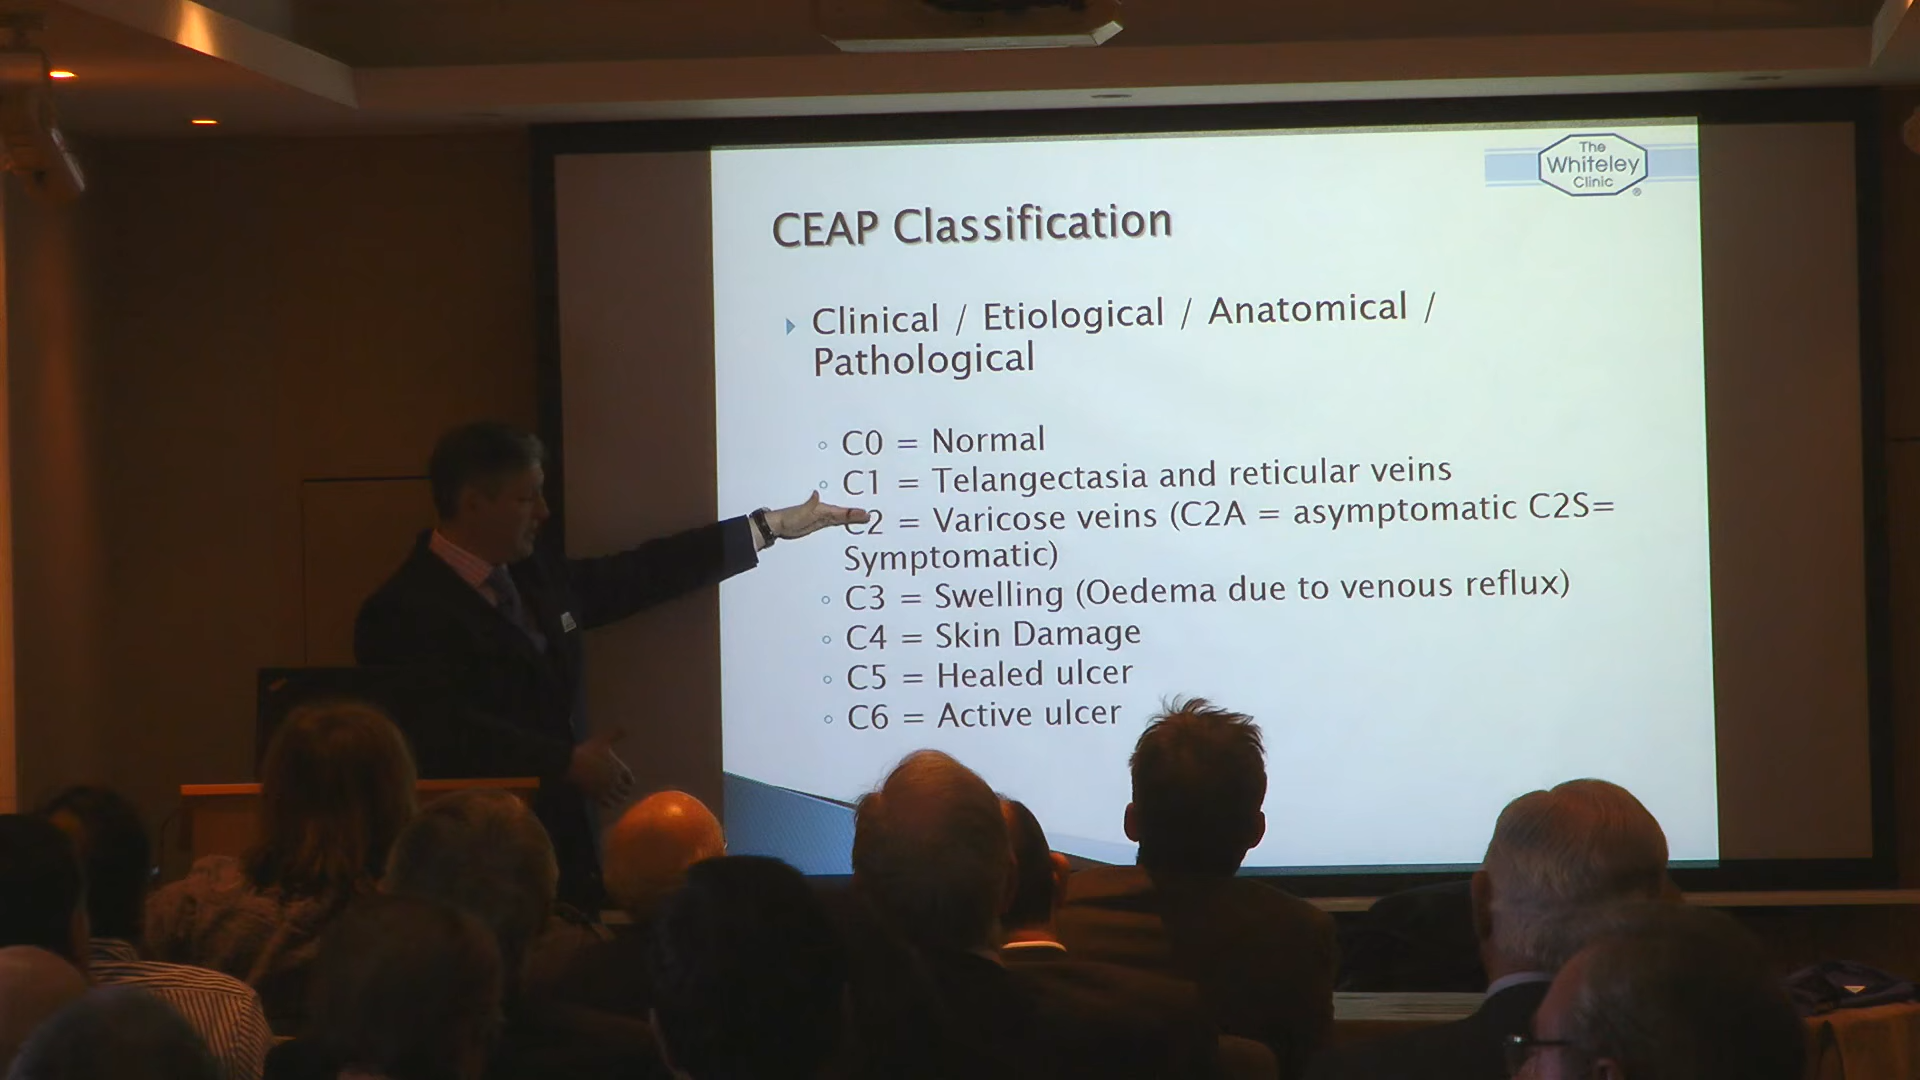 The
Whiteley
Clinic
®
CEAP Classification
Clinical / Etiological / Anatomical /
Pathological
C0 = Normal
C1 = Telangectasia and reticular veins
C2 = Varicose veins (C2A = asymptomatic C2S=
Symptomatic)
C3 = Swelling (Oedema due to venous reflux)
C4 = Skin Damage
C5 = Healed ulcer
C6 = Active ulcer